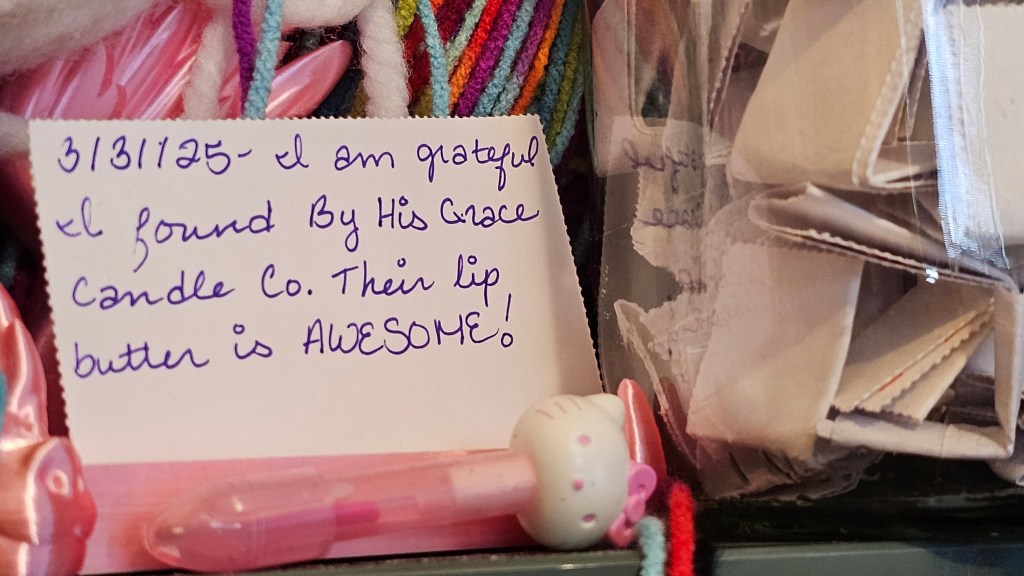 3/31/25- I am grateful
I found By His Grace
Candle Co. Their lip
butter is AWESOME!